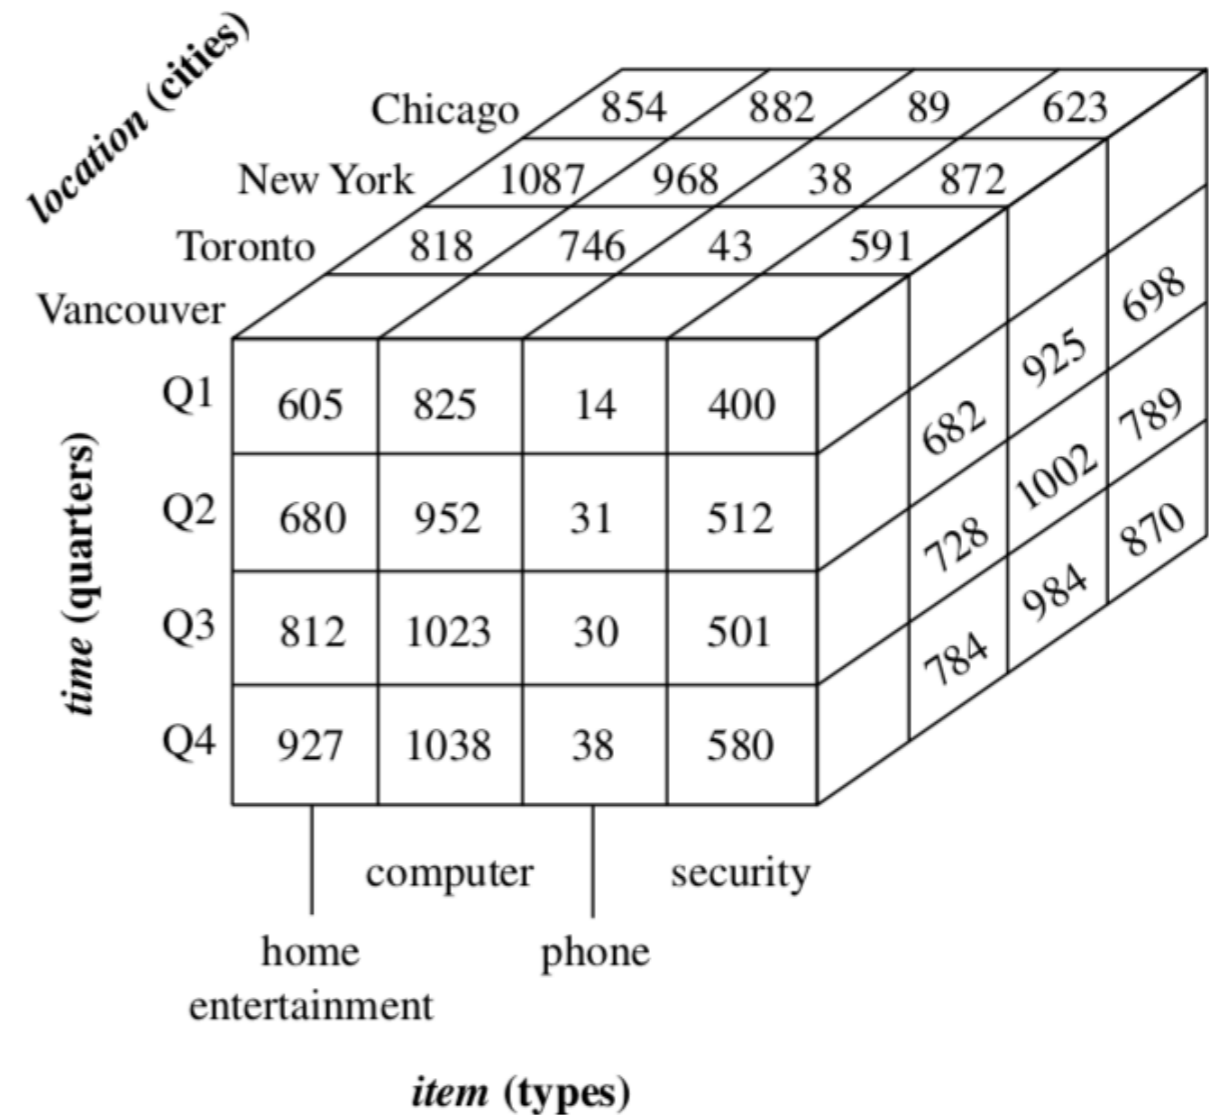 location (cities)
Chicago 854 882 89 623
New York 1087 968 38 872
Toronto 818 746 43 591
Vancouver
time (quarters)
Q1 605 825 14 400
Q2 680 952 31 512
Q3 812 1023 30 501
Q4 927 1038 38 580
682 925 698
728 1002 789
784 984 870
computer security
home phone
entertainment
item (types)